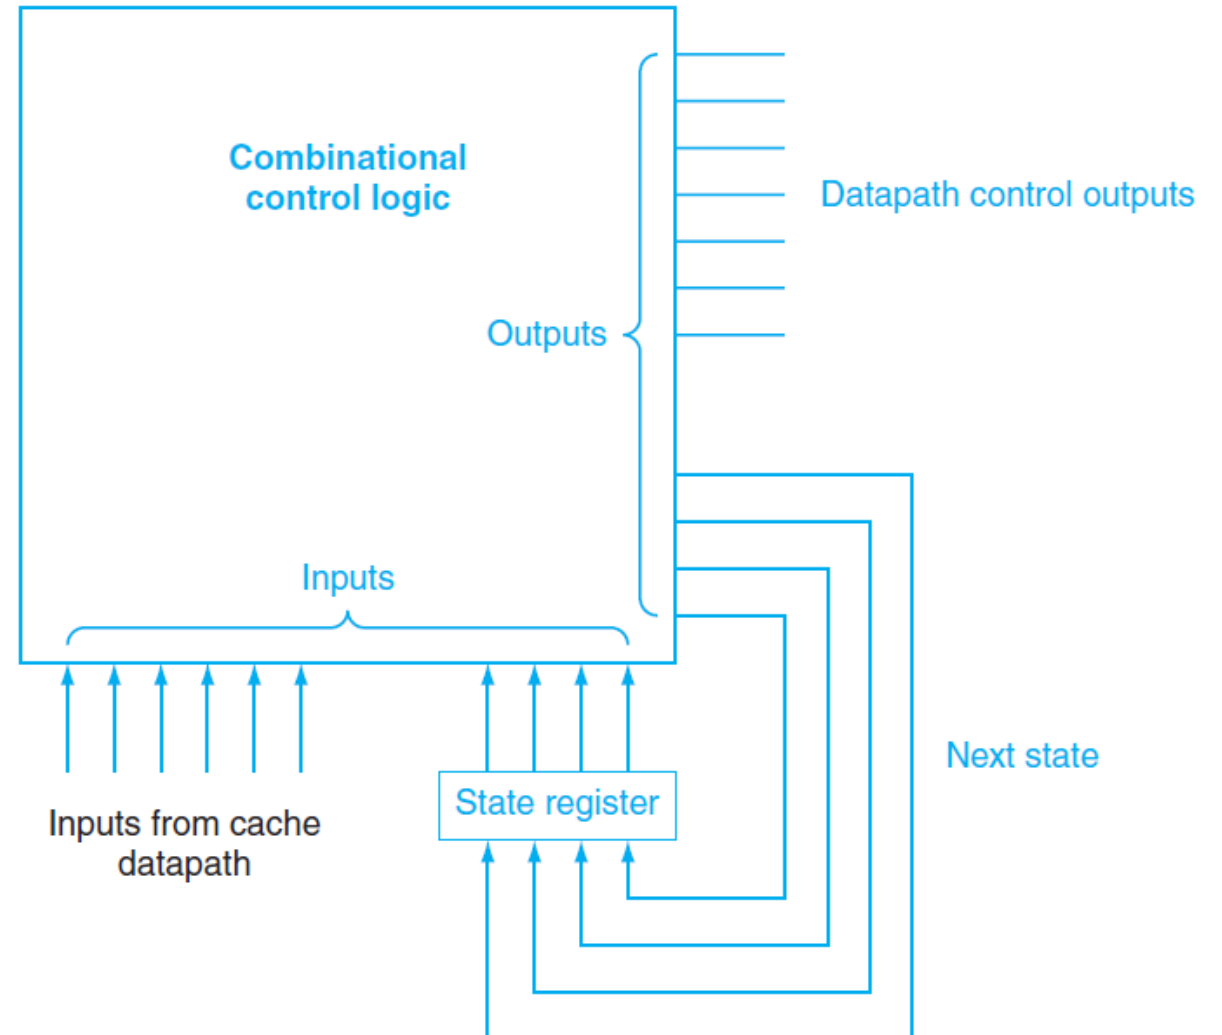 Combinational
control logic
Datapath control outputs
Outputs
Inputs
Next state
State register
Inputs from cache
datapath